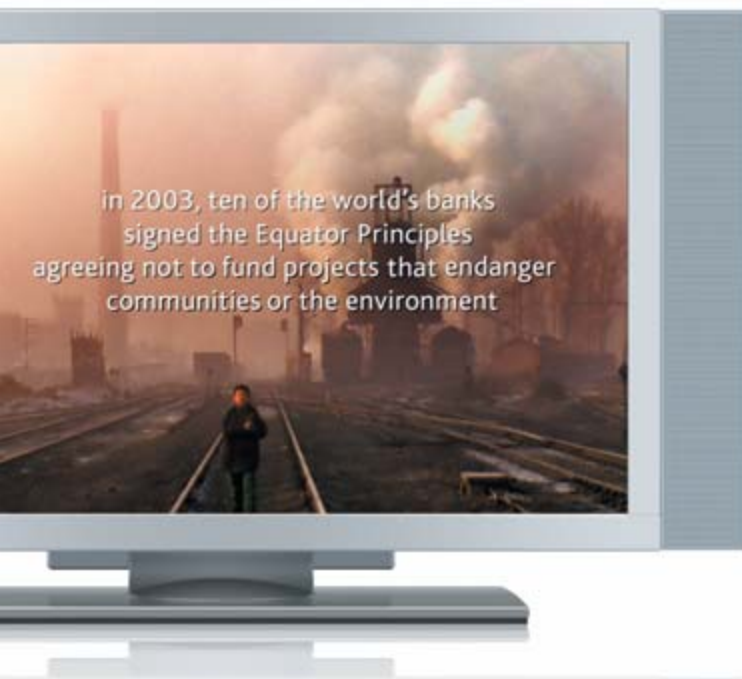 in 2003, ten of the world's banks
signed the Equator Principles
agreeing not to fund projects that endanger
communities or the environment